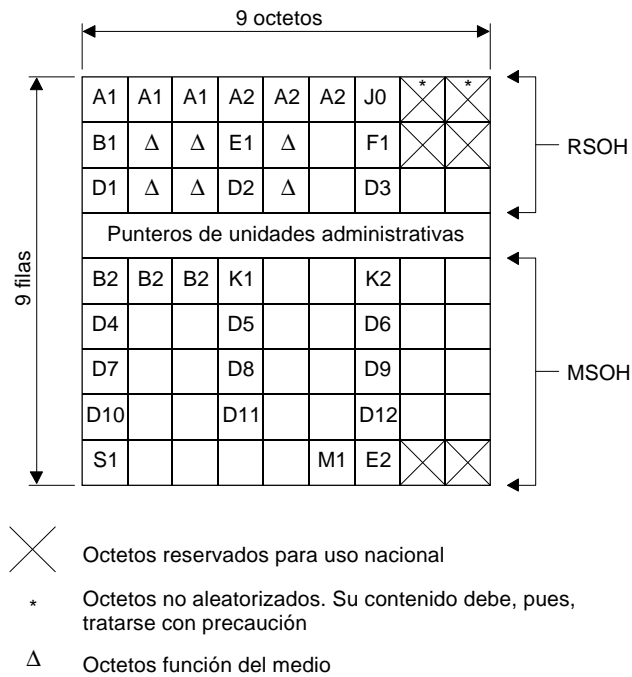 9 octetos
* *
A1 A1 A1 A2 A2 A2 J0
B1 Δ Δ E1 Δ F1
RSOH
D1 Δ Δ D2 Δ D3
Punteros de unidades administrativas
9 filas
B2 B2 B2 K1 K2
D4 D5 D6
D7 D8 D9
MSOH
D10 D11 D12
S1 M1 E2
Octetos reservados para uso nacional
* Octetos no aleatorizados. Su contenido debe, pues,
tratarse con precaución
Δ Octetos función del medio